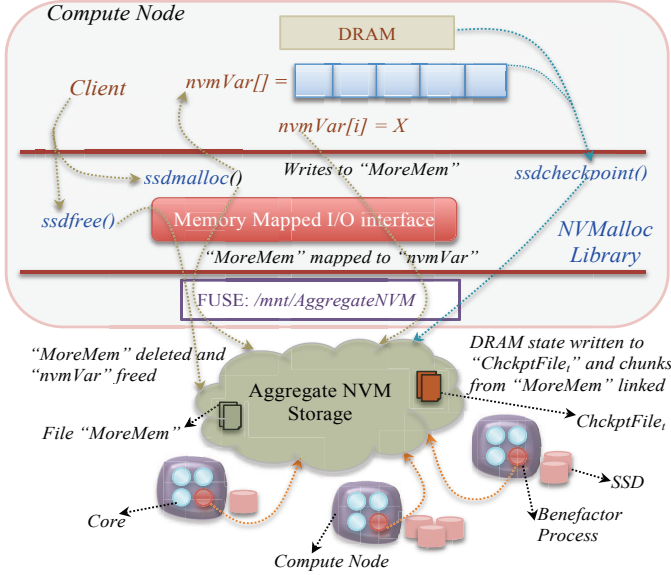 Compute Node
DRAM
Client
nvmVar[] =
nvmVar[i] = X
Writes to “MoreMem”
ssdmalloc()
ssdcheckpoint()
ssdfree()
Memory Mapped I/O interface
NVMalloc
Library
“MoreMem” mapped to “nvmVar”
FUSE: /mnt/AggregateNVM
“MoreMem” deleted and
“nvmVar” freed
DRAM state written to
“ChckptFileₜ” and chunks
from “MoreMem” linked
Aggregate NVM
Storage
File “MoreMem”
ChckptFileₜ
SSD
Core
Benefactor
Process
Compute Node